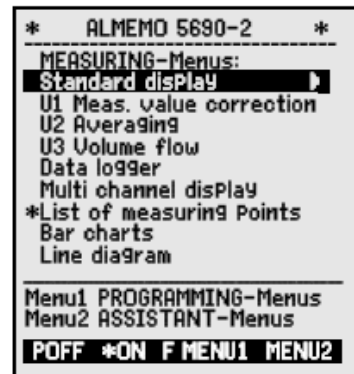 * ALMEMO 5690-2 *
MEASURING-Menus:
Standard display ▶
U1 Meas. value correction
U2 Averaging
U3 Volume flow
Data logger
Multi channel display
*List of measuring Points
Bar charts
Line diagram
Menu1 PROGRAMMING-Menus
Menu2 ASSISTANT-Menus
POFF *ON F MENU1 MENU2